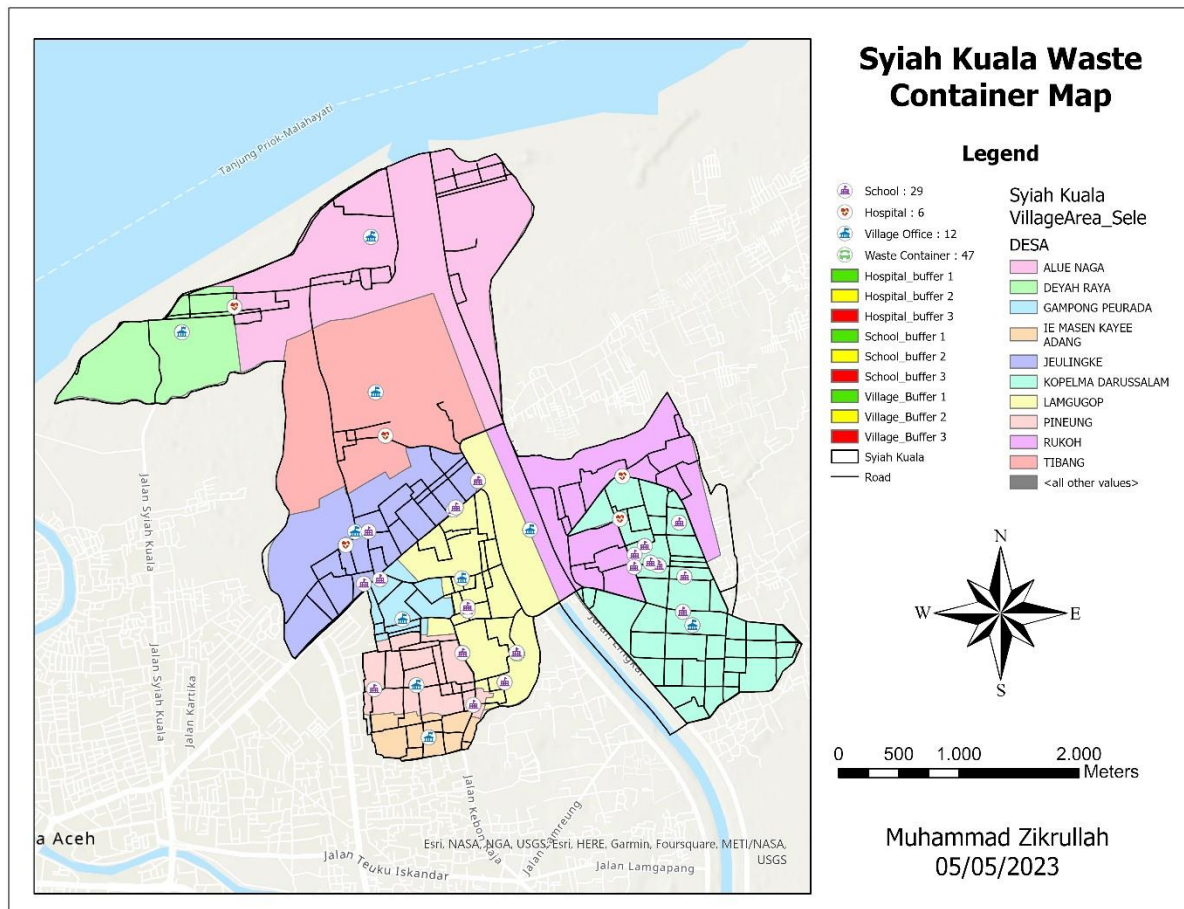 Syiah Kuala Waste
Container Map
Legend
School : 29
Hospital : 6
Village Office : 12
Waste Container : 47
Hospital_buffer 1
Hospital_buffer 2
Hospital_buffer 3
School_buffer 1
School_buffer 2
School_buffer 3
Village_Buffer 1
Village_Buffer 2
Village_Buffer 3
Syiah Kuala
Road
Syiah Kuala
VillageArea_Sele
DESA
ALUE NAGA
DEYAH RAYA
GAMPONG PEURADA
IE MASEN KAYEE
ADANG
JEULINGKE
KOPELMA DARUSSALAM
LAMGUGOP
PINEUNG
RUKOH
TIBANG
<all other values>
N
W
E
S
0 500 1.000 2.000
Meters
Muhammad Zikrullah
05/05/2023
Tanjung Priok-Malahayati
Jalan Syiah Kuala
Jalan Syiah Kuala
Jalan Kartika
Jalan Lingkar
Jalan Kebon Raja
Jalan Lamreung
a Aceh
Jalan Teuku Iskandar
Jalan Lamgapang
Esri, NASA, NGA, USGS, Esri, HERE, Garmin, Foursquare, METI/NASA,
USGS